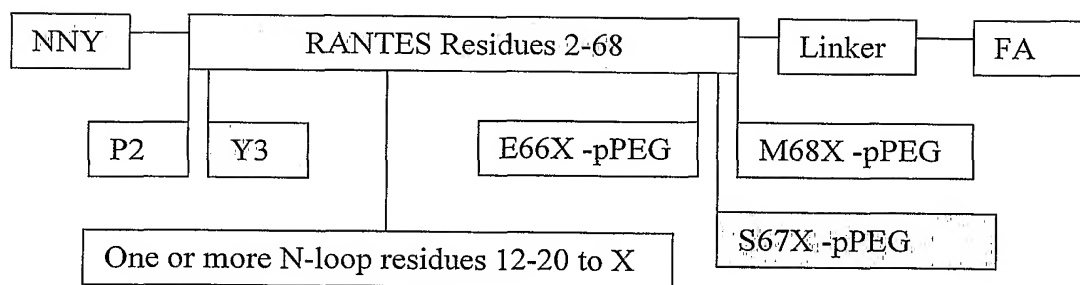 NNY
RANTES Residues 2-68
Linker
FA
P2
Y3
E66X -pPEG
M68X -pPEG
S67X -pPEG
One or more N-loop residues 12-20 to X